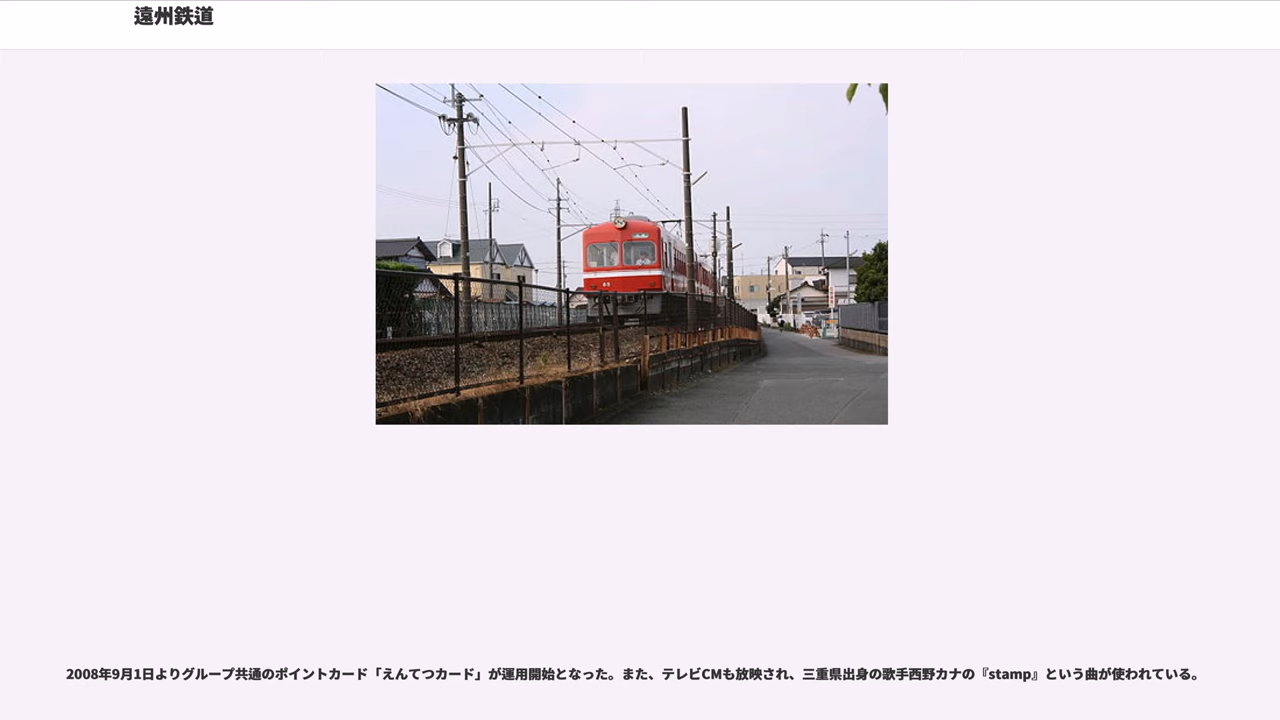 遠州鉄道
2008年9月1日よりグループ共通のポイントカード「えんてつカード」が運用開始となった。また、テレビCMも放映され、三重県出身の歌手西野カナの『stamp』という曲が使われている。